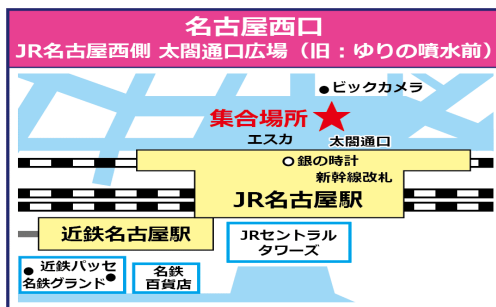 名古屋西口
JR名古屋西側 太閤通口広場（旧：ゆりの噴水前）
ビックカメラ
集合場所
エスカ
太閤通口
銀の時計
新幹線改札
JR名古屋駅
近鉄名古屋駅
JRセントラル
タワーズ
近鉄パッセ
名鉄グランド
名鉄
百貨店